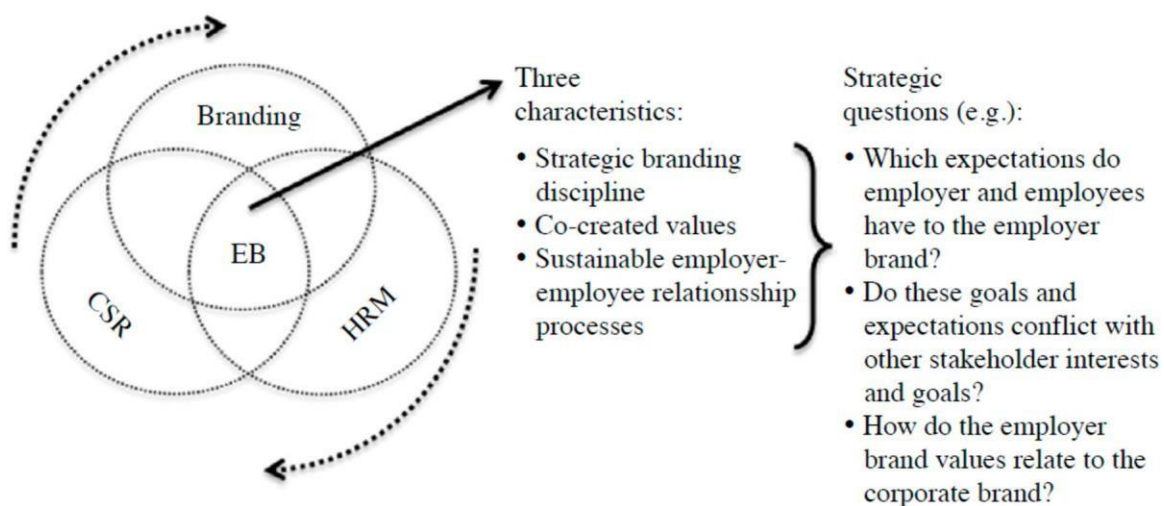 Branding
EB
CSR
HRM
Three
characteristics:
• Strategic branding
discipline
• Co-created values
• Sustainable employer-
employee relationsship
processes
Strategic
questions (e.g.):
• Which expectations do
employer and employees
have to the employer
brand?
• Do these goals and
expectations conflict with
other stakeholder interests
and goals?
• How do the employer
brand values relate to the
corporate brand?